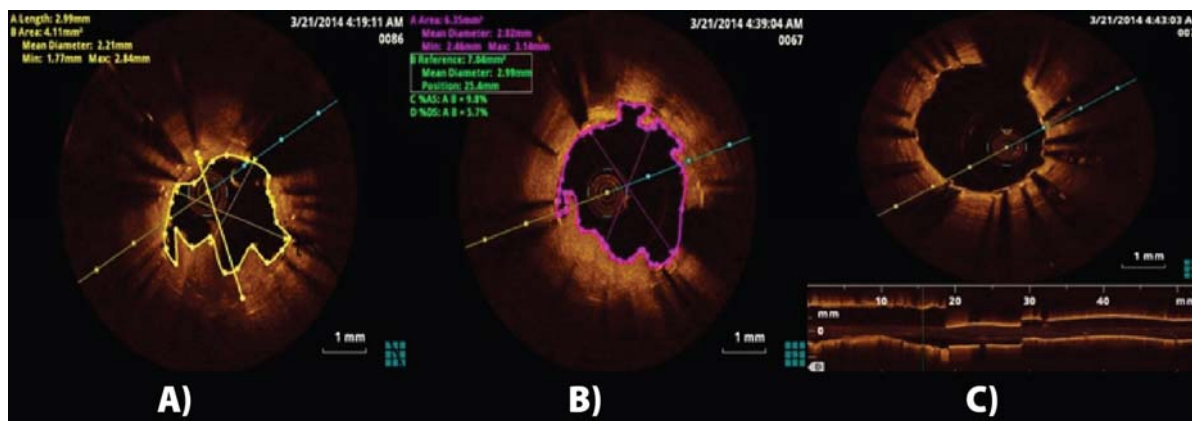 A Length: 2.99mm
B Area: 4.11mm²
Mean Diameter: 2.21mm
Min: 1.77mm Max: 2.84mm
3/21/2014 4:19:11 AM
0086
1 mm
A)
A Area: 6.35mm²
Mean Diameter: 2.82mm
Min: 2.46mm Max: 3.14mm
B Reference: 7.04mm²
Mean Diameter: 2.99mm
Position: 25.4mm
C %AS: A B = 9.8%
D %DS: A B = 5.7%
3/21/2014 4:39:04 AM
0067
1 mm
B)
3/21/2014 4:43:03 A
00
1 mm
10 20 30 40
mm
0
C)